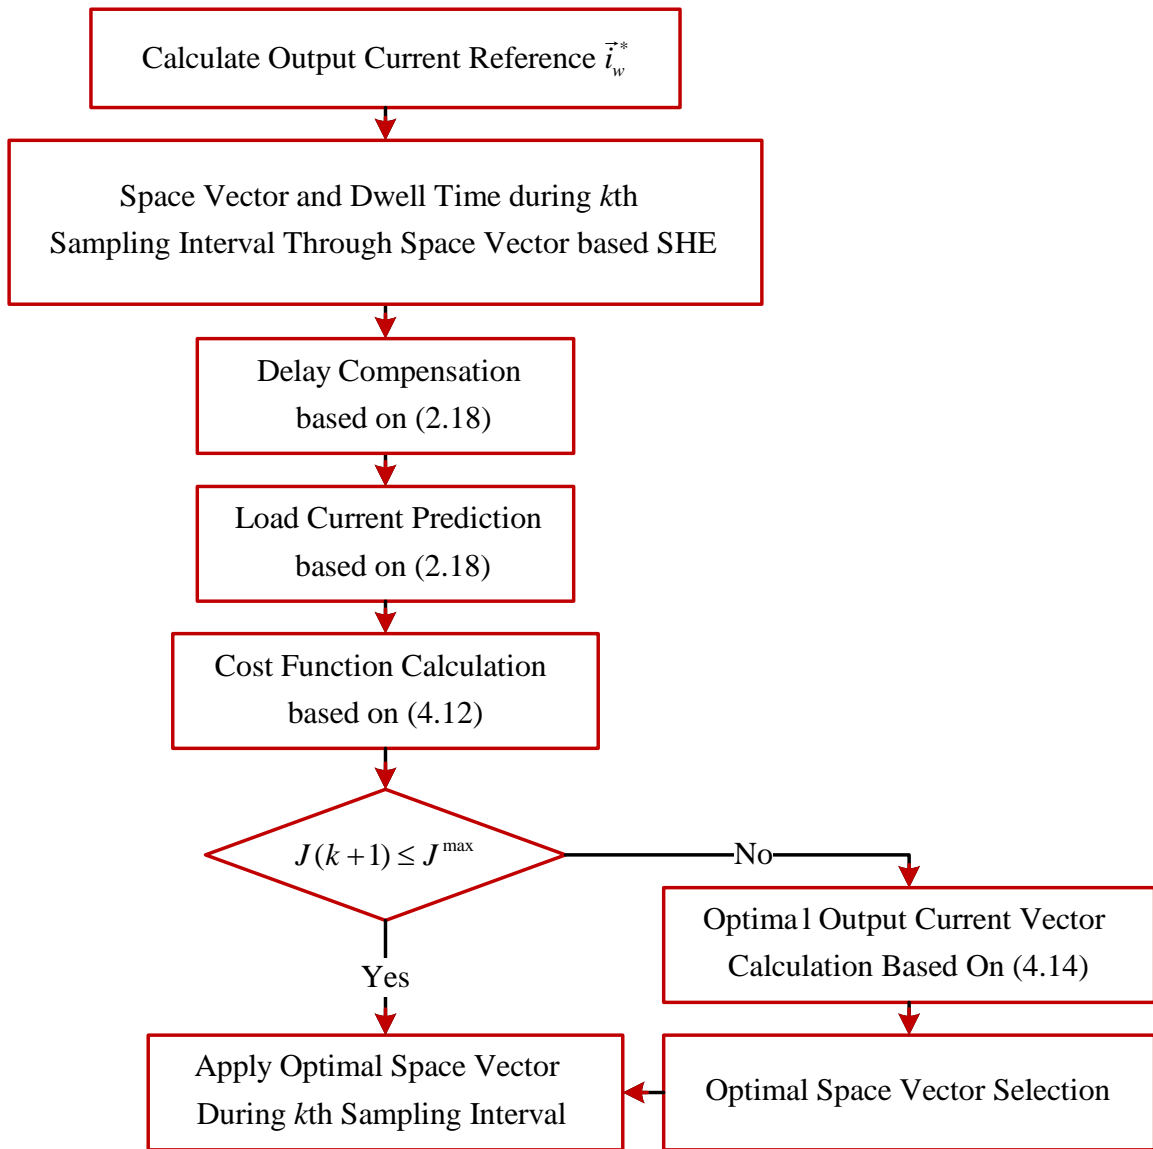 Calculate Output Current Reference $\vec{i}_w^*$
Space Vector and Dwell Time during kth
Sampling Interval Through Space Vector based SHE
Delay Compensation
based on (2.18)
Load Current Prediction
based on (2.18)
Cost Function Calculation
based on (4.12)
$J(k+1) \leq J^{\max}$
No
Optimal Output Current Vector
Calculation Based On (4.14)
Yes
Apply Optimal Space Vector
During kth Sampling Interval
Optimal Space Vector Selection